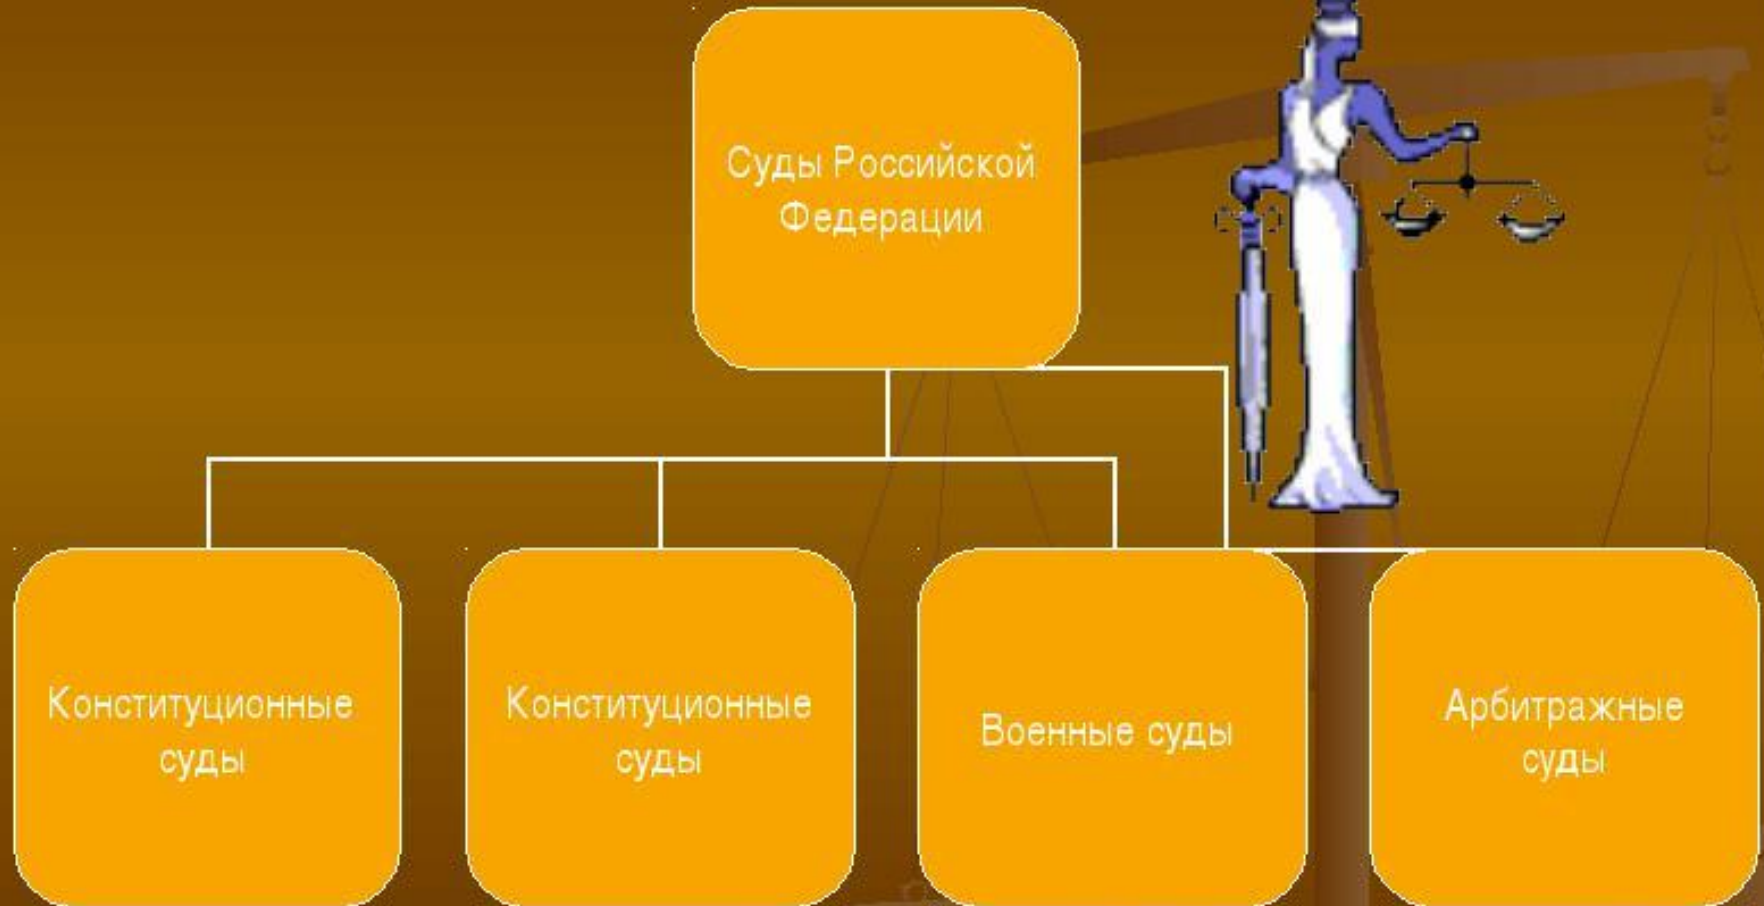 Суды Российской
Федерации
Конституционные
суды
Конституционные
суды
Военные суды
Арбитражные
суды